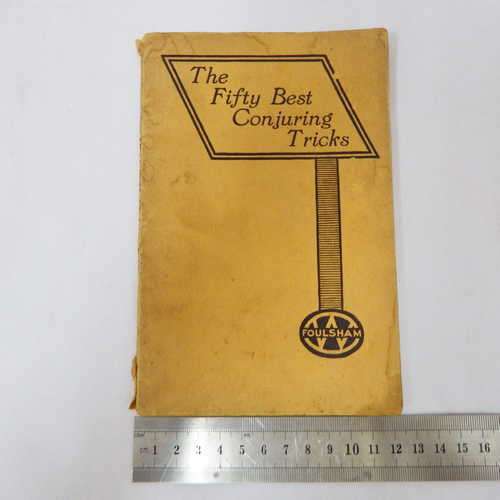 The
Fifty Best
Conjuring
Tricks
FOULSHAM
cm 1 2 3 4 5 6 7 8 9 10 11 12 13 14 15 16